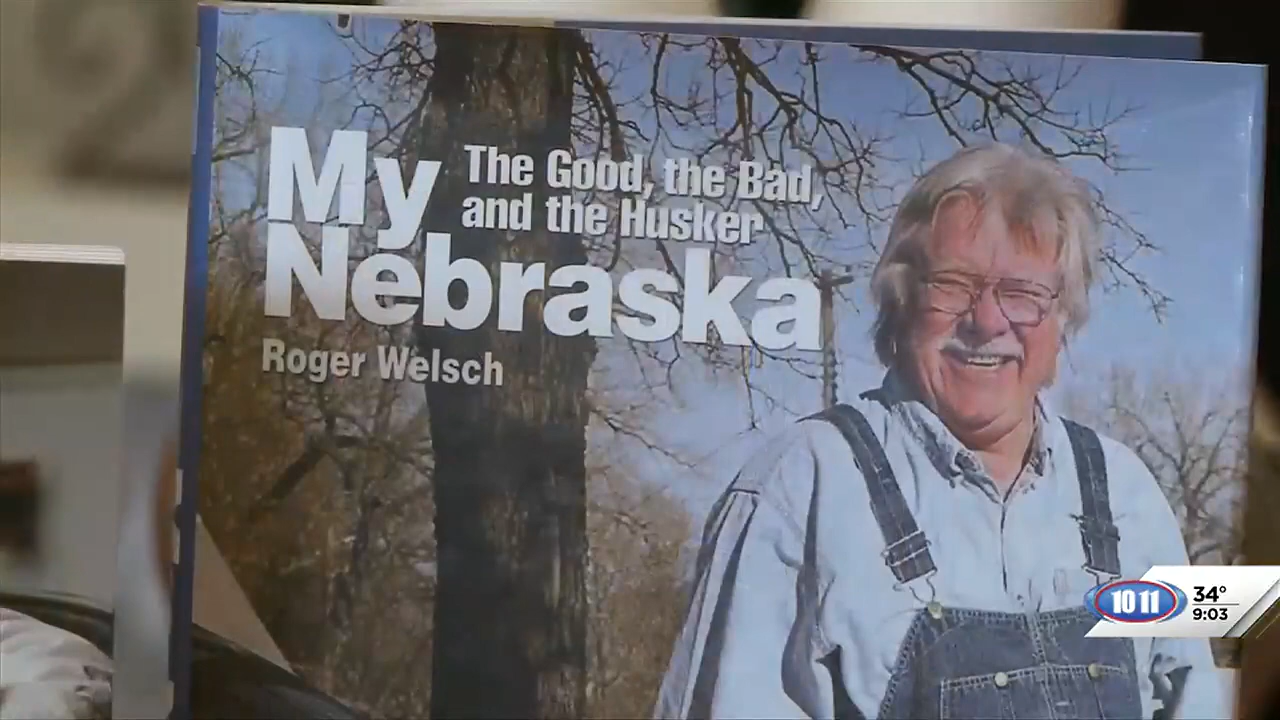 My
The Good, the Bad,
and the Husker
Nebraska
Roger Welsch
10 11
34°
9:03